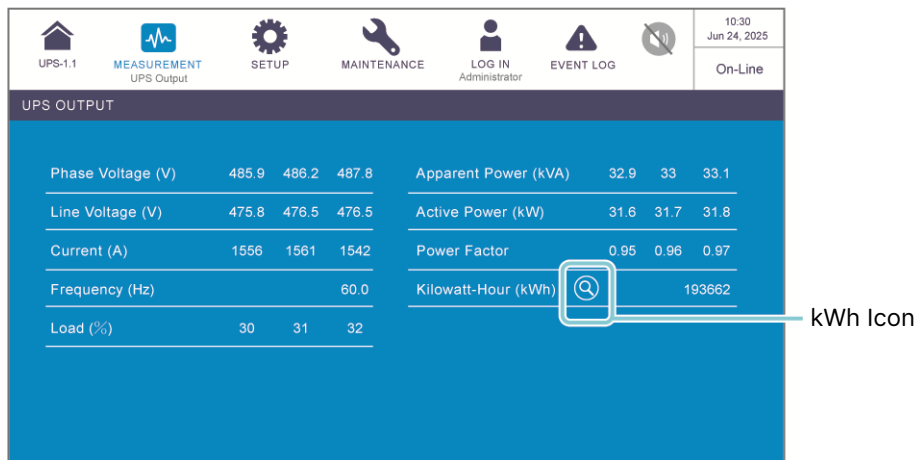 UPS-1.1
MEASUREMENT
UPS Output
SETUP
MAINTENANCE
LOG IN
Administrator
EVENT LOG
10:30
Jun 24, 2025
On-Line
UPS OUTPUT
Phase Voltage (V) 485.9 486.2 487.8
Line Voltage (V) 475.8 476.5 476.5
Current (A) 1556 1561 1542
Frequency (Hz) 60.0
Load (%) 30 31 32
Apparent Power (kVA) 32.9 33 33.1
Active Power (kW) 31.6 31.7 31.8
Power Factor 0.95 0.96 0.97
Kilowatt-Hour (kWh) 193662
kWh Icon